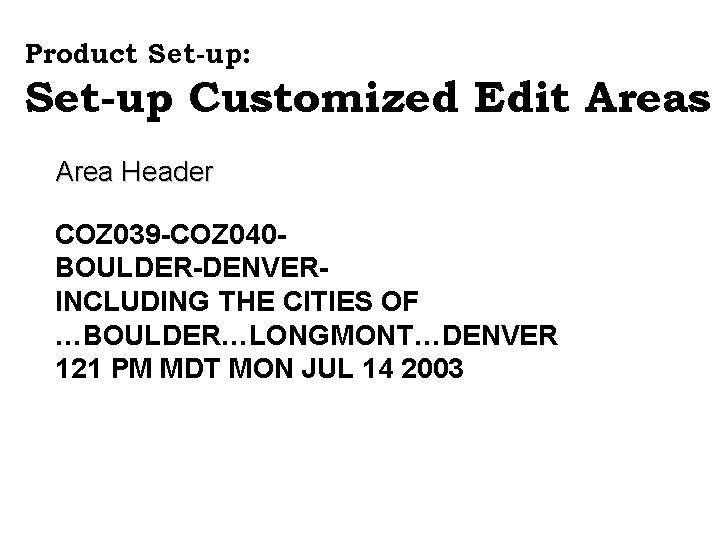 Product Set-up:
Set-up Customized Edit Areas
Area Header
COZ039-COZ040-
BOULDER-DENVER-
INCLUDING THE CITIES OF
…BOULDER…LONGMONT…DENVER
121 PM MDT MON JUL 14 2003